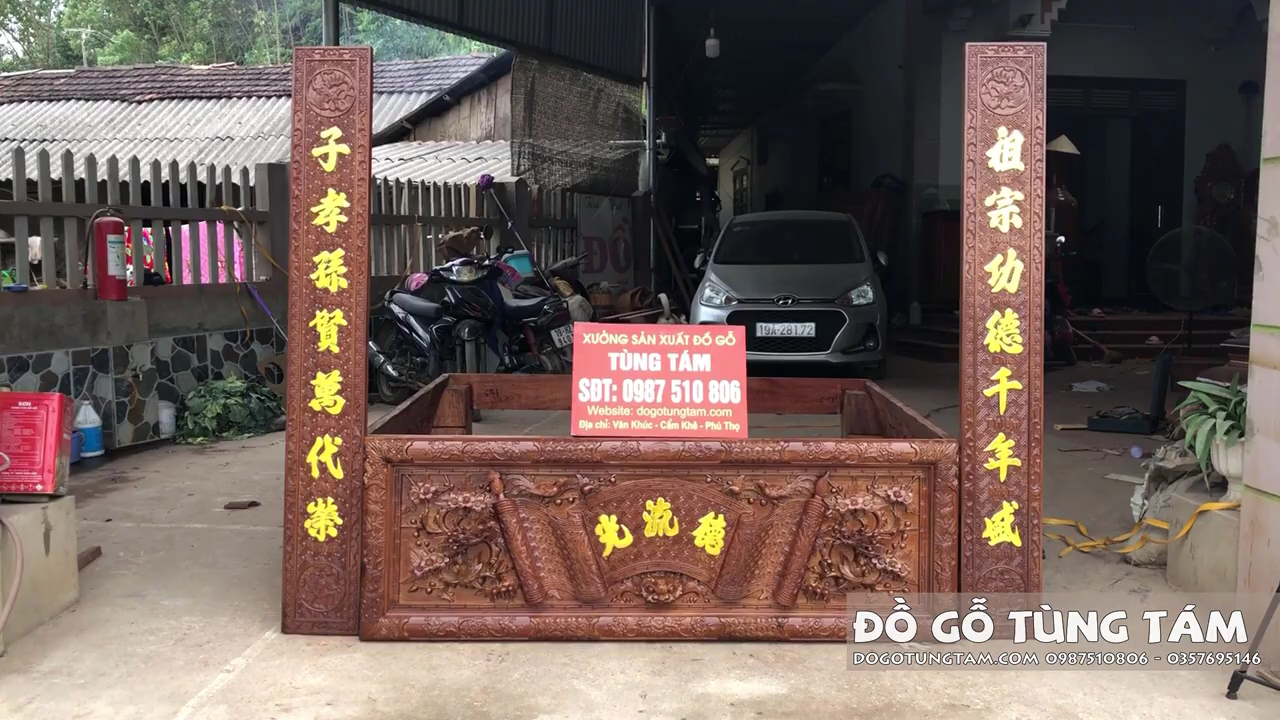 祖宗功德千年盛
子孝孫賢萬代榮
德流光
XƯỞNG SẢN XUẤT ĐỒ GỖ
TÙNG TÁM
SĐT: 0987 510 806
Website: dogotungtam.com
Địa chỉ: Văn Khúc - Cẩm Khê - Phú Thọ
19A-281.72
ĐỒ
ĐỒ GỖ TÙNG TÁM
DOGOTUNGTAM.COM 0987510806 - 0357695146